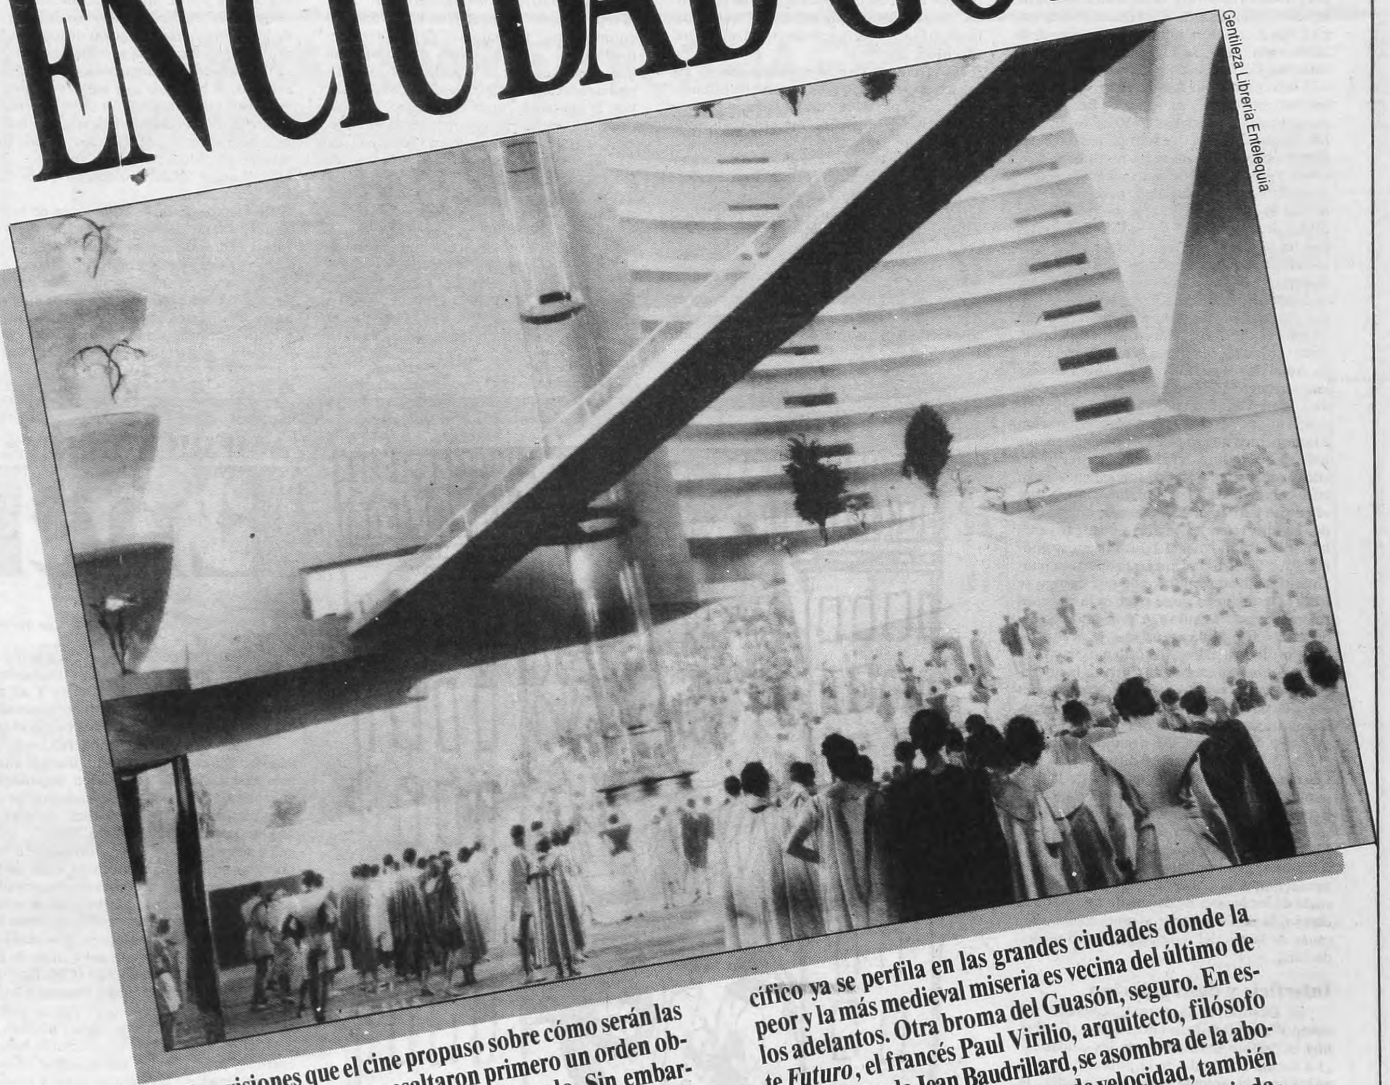 EN CIUDAD
Gentileza Librería Entelequia
siones que el cine propuso sobre cómo serán las
saltaron primero un orden ob-
Sin embar-
cífico ya se perfila en las grandes ciudades donde la
peor y la más medieval miseria es vecina del último de
los adelantos. Otra broma del Guasón, seguro. En es-
te Futuro, el francés Paul Virilio, arquitecto, filósofo
Jean Baudrillard, se asombra de la abo-
velocidad, también